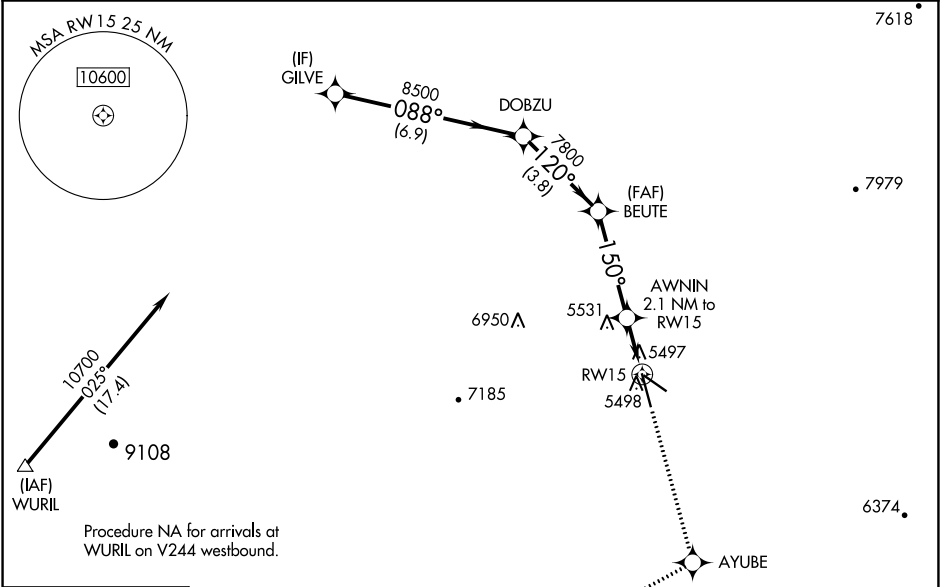 MSA RW15 25 NM
10600
7618
(IF)
GILVE
8500
088°
(6.9)
DOBZU
7800
120°
(3.8)
(FAF)
BEUTE
7979
150°
AWNIN
2.1 NM to
RW15
5531
6950
5497
RW15
5498
7185
10700
025°
(17.4)
9108
(IAF)
WURIL
6374
Procedure NA for arrivals at
WURIL on V244 westbound.
AYUBE